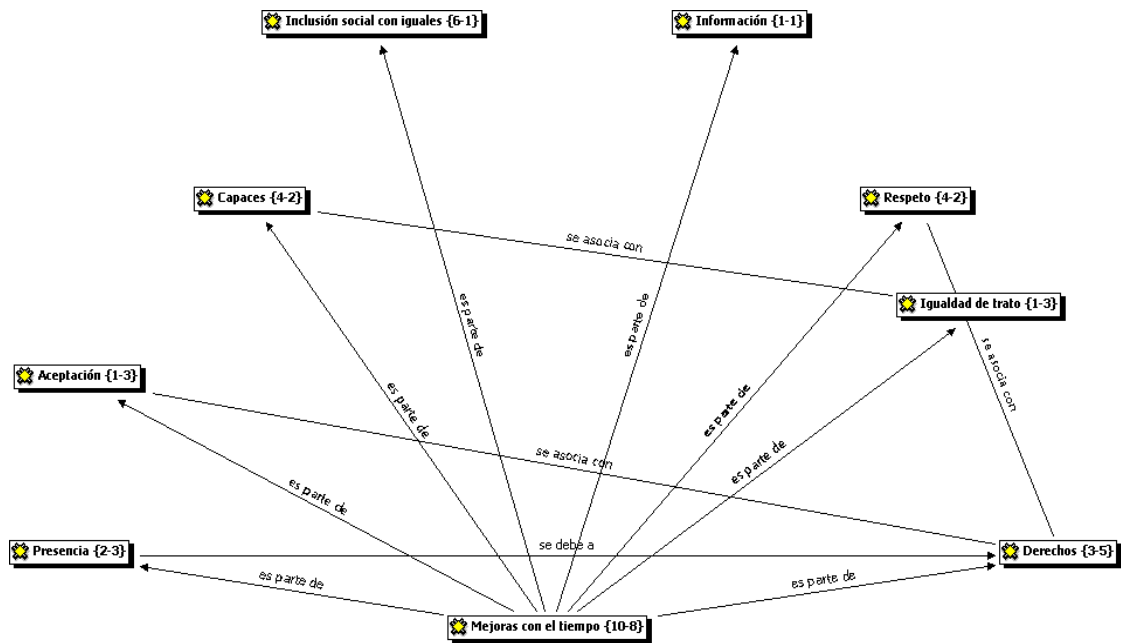 Inclusión social con iguales {6-1}
Información {1-1}
Capaces {4-2}
Respeto {4-2}
se asocia con
Igualdad de trato {1-3}
es parte de
es parte de
se asocia con
Aceptación {1-3}
es parte de
es parte de
es parte de
se asocia con
es parte de
Presencia {2-3}
se debe a
Derechos {3-5}
es parte de
es parte de
Mejoras con el tiempo {10-8}